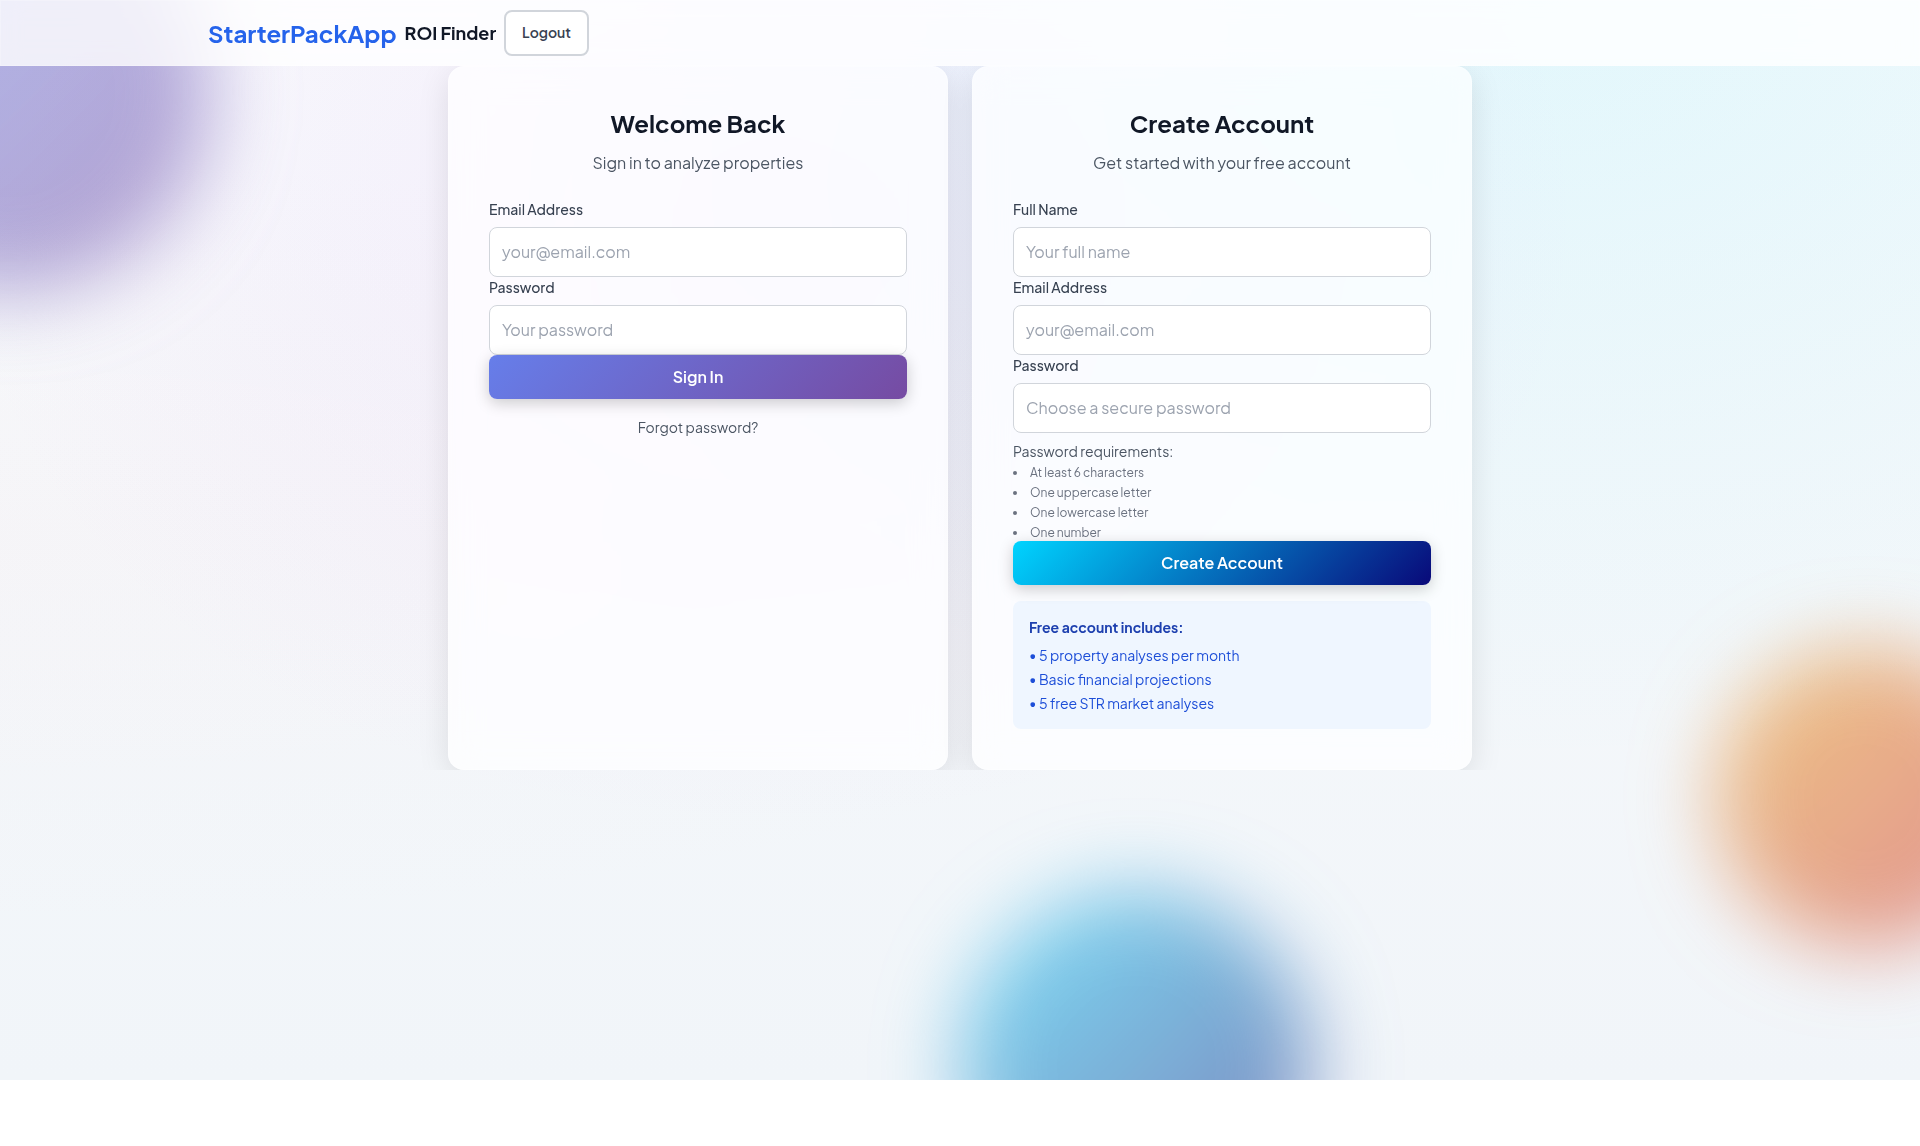 StarterPackApp ROI Finder Logout
Welcome Back
Sign in to analyze properties
Email Address
your@email.com
Password
Your password
Sign In
Forgot password?
Create Account
Get started with your free account
Full Name
Your full name
Email Address
your@email.com
Password
Choose a secure password
Password requirements:
• At least 6 characters
• One uppercase letter
• One lowercase letter
• One number
Create Account
Free account includes:
• 5 property analyses per month
• Basic financial projections
• 5 free STR market analyses